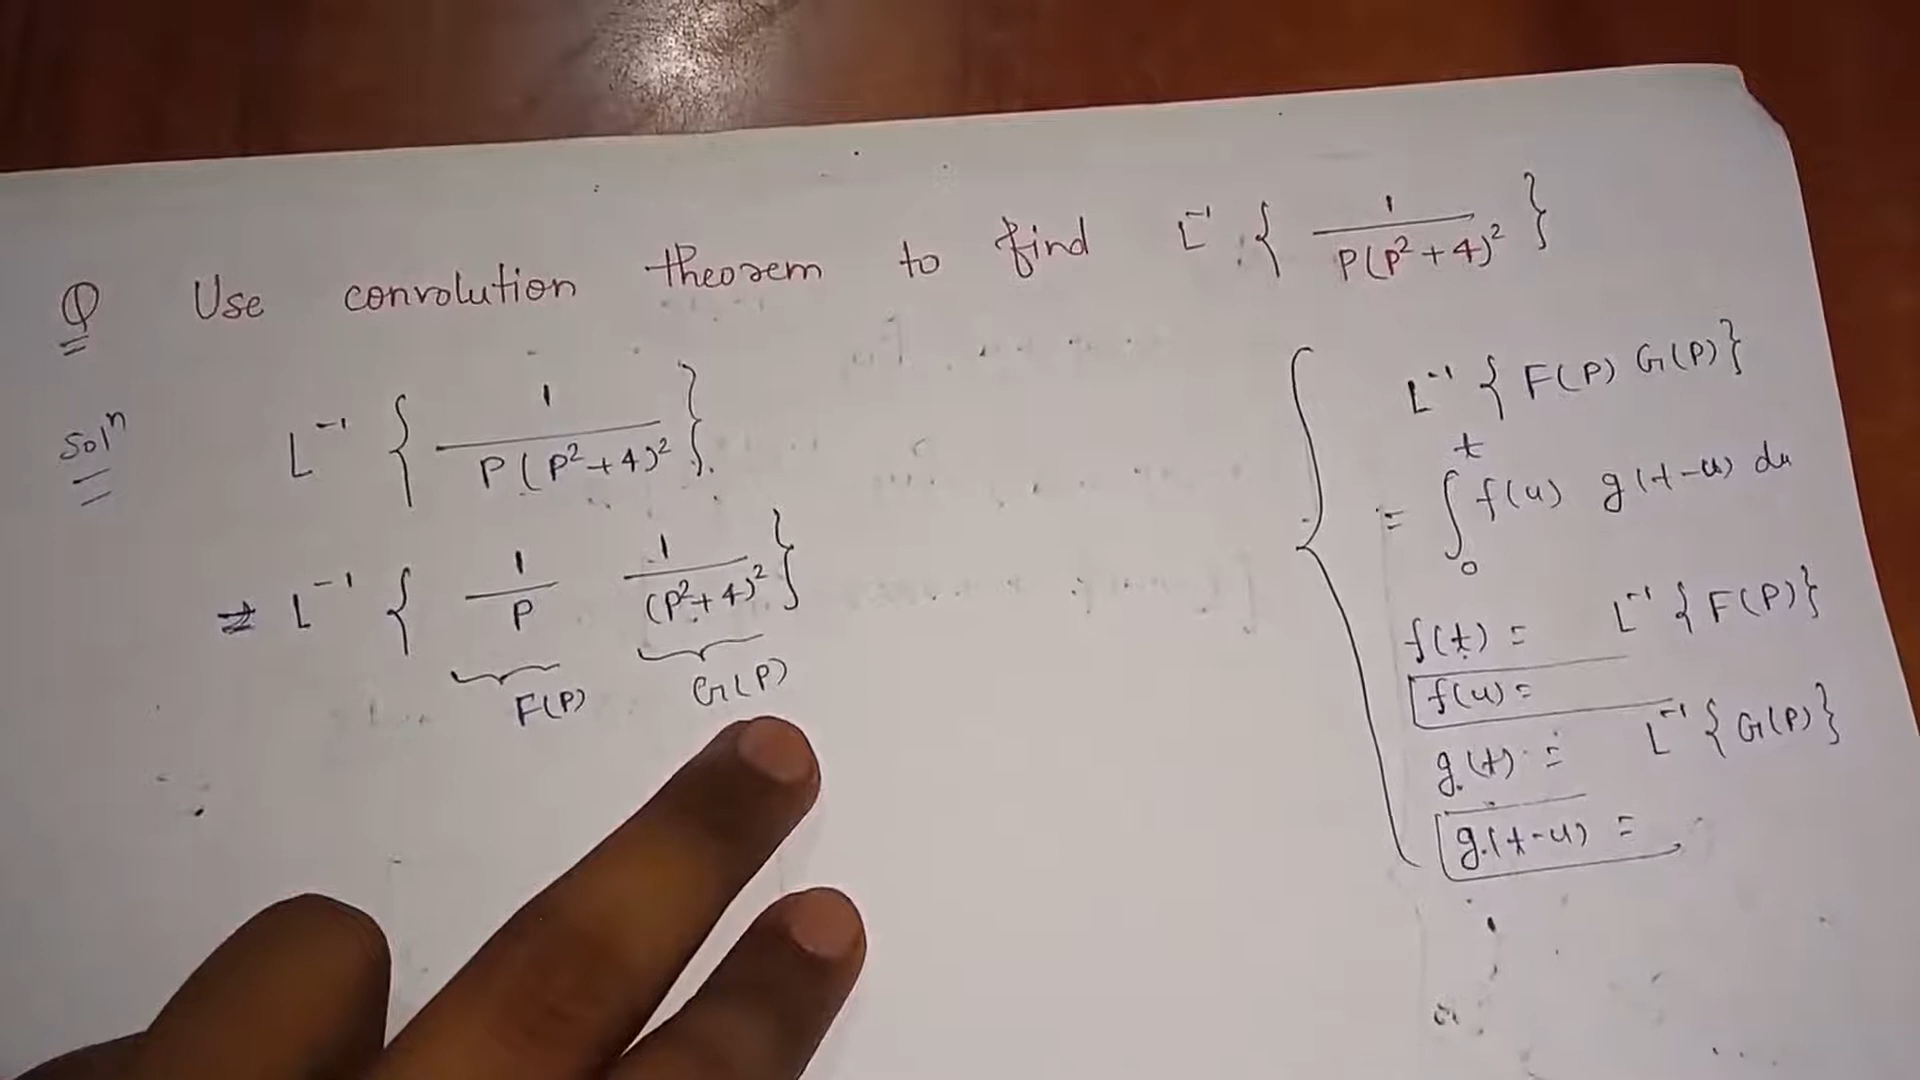 Q Use convolution theorem to find L⁻¹ { 1 / P(P²+4)² }
Solⁿ L⁻¹ { 1 / P(P²+4)² }
= L⁻¹ { 1/P 1/(P²+4)² }
F(P) G(P)
L⁻¹ { F(P) G(P) }
= ∫₀ᵗ f(u) g(t-u) du
f(t) = L⁻¹ { F(P) }
f(u) =
g(t) = L⁻¹ { G(P) }
g(t-u) =